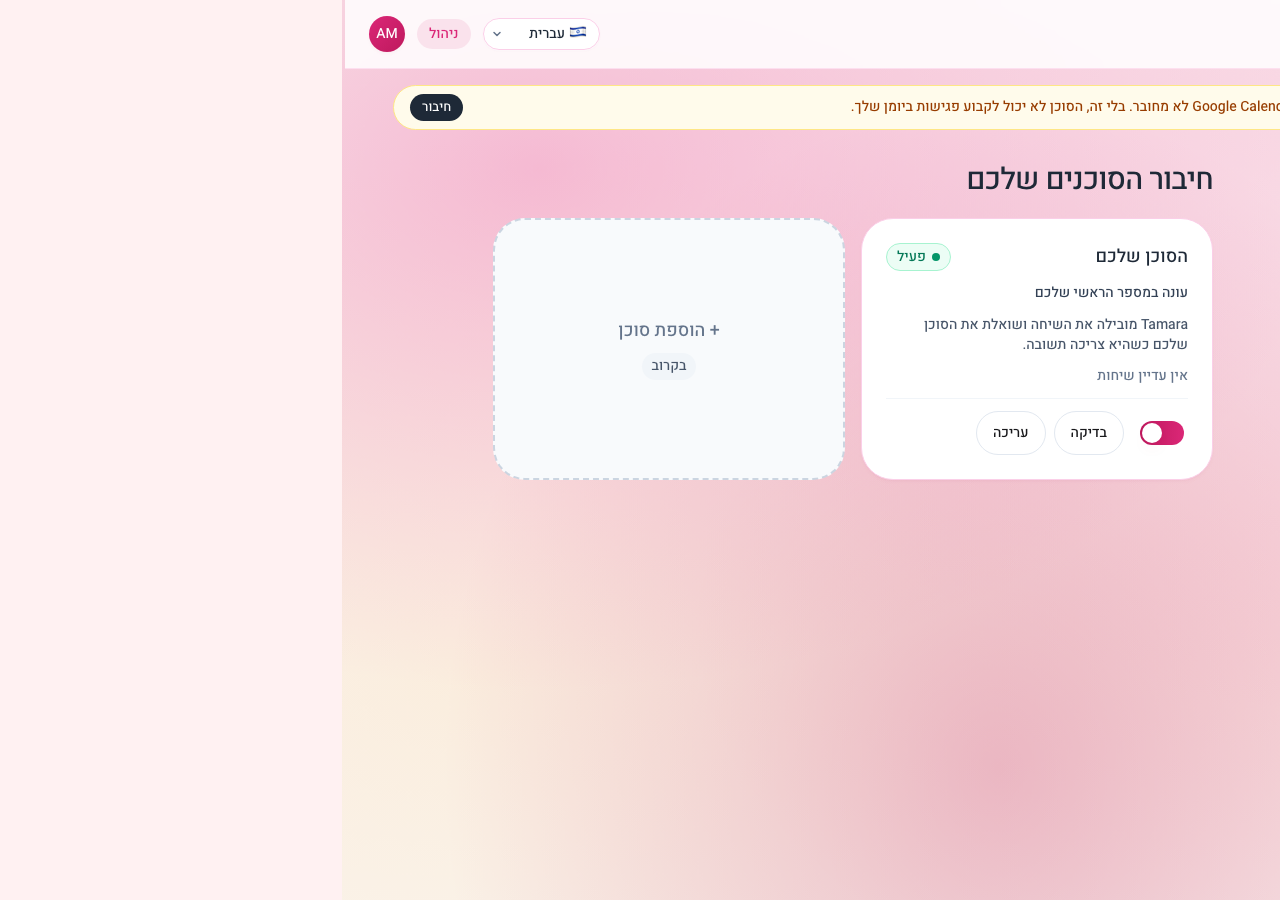 עברית
ניהול
AM
Google Calend לא מחובר. בלי זה, הסוכן לא יכול לקבוע פגישות ביומן שלך.
חיבור
חיבור הסוכנים שלכם
הסוכן שלכם
פעיל
עונה במספר הראשי שלכם
Tamara מובילה את השיחה ושואלת את הסוכן
שלכם כשהיא צריכה תשובה.
אין עדיין שיחות
בדיקה
עריכה
+ הוספת סוכן
בקרוב